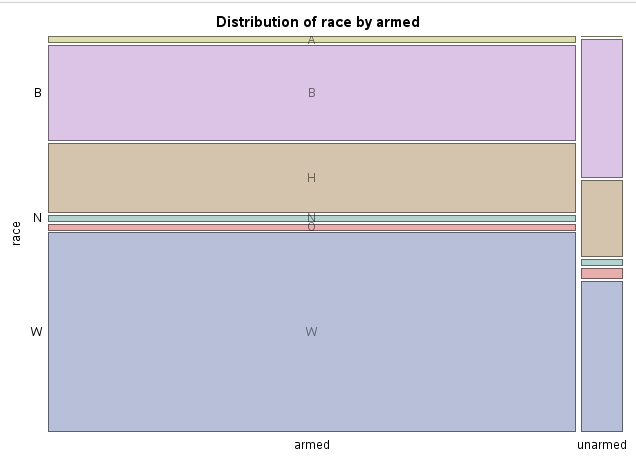 Distribution of race by armed
A
B
B
H
N
N
O
race
W
W
armed
unarmed